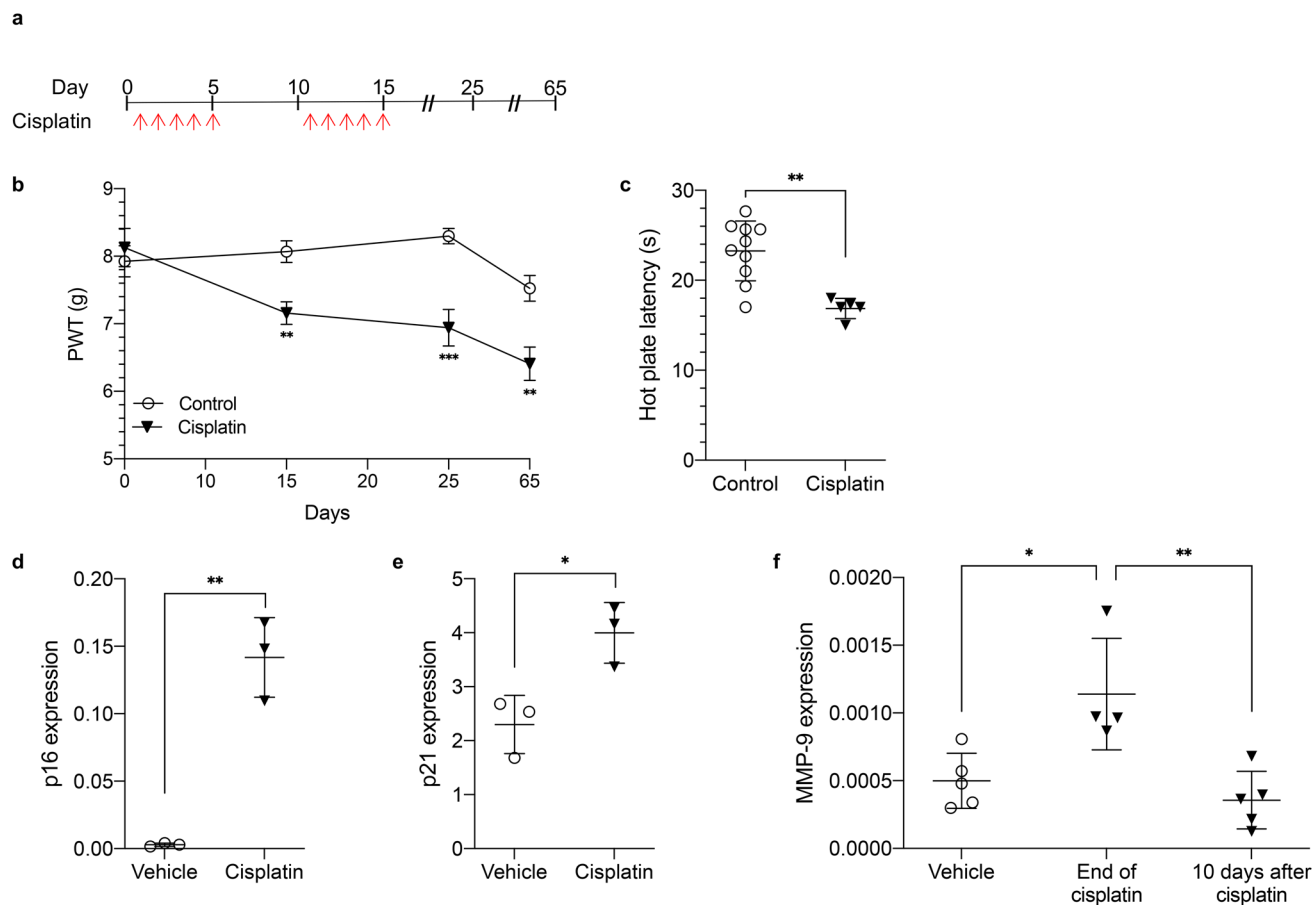 a
Day 0 5 10 15 25 65
Cisplatin
b
9
8
7
6
5
PWT (g)
**
***
**
Control
Cisplatin
0 10 15 20 25 65
Days
c
30
20
10
0
Hot plate latency (s)
**
Control Cisplatin
d
0.20
0.15
0.10
0.05
0.00
p16 expression
**
Vehicle Cisplatin
e
5
4
3
2
1
0
p21 expression
*
Vehicle Cisplatin
f
0.0020
0.0015
0.0010
0.0005
0.0000
MMP-9 expression
* **
Vehicle End of 10 days after
cisplatin cisplatin